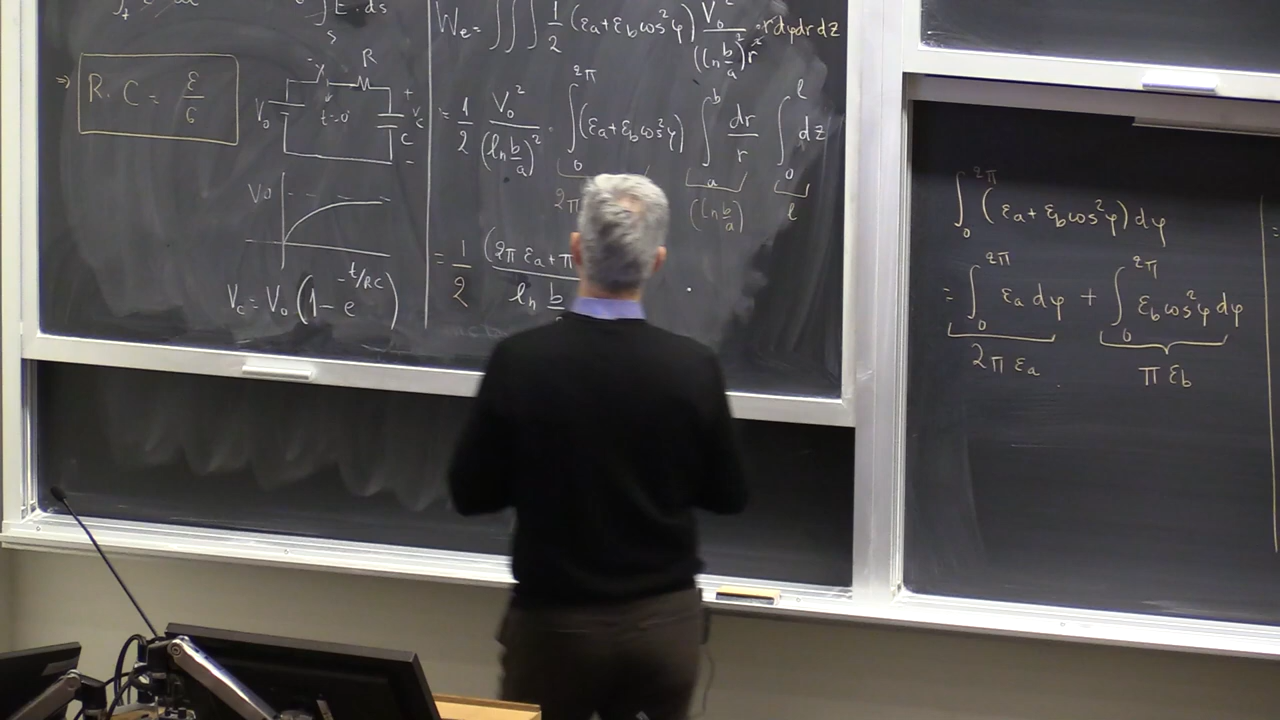 ∫ E · ds
S
⇒ R · C = ε/6
R
V₀ t=0 + V_c C −
V₀
V_c = V₀ (1 − e^(−t/RC))
W_e = ∫∫∫ 1/2 (ε_a + ε_b cos²φ) V₀²/((ln b/a)² r²) · r dφ dr dz
= 1/2 V₀²/(ln b/a)² · ∫₀^2π (ε_a + ε_b cos²φ) ∫_a^b dr/r ∫₀^l dz
2π (ln b/a) l
= 1/2 (2π ε_a + π
ln b
∫₀^2π (ε_a + ε_b cos²φ) dφ
= ∫₀^2π ε_a dφ + ∫₀^2π ε_b cos²φ dφ
2π ε_a π ε_b